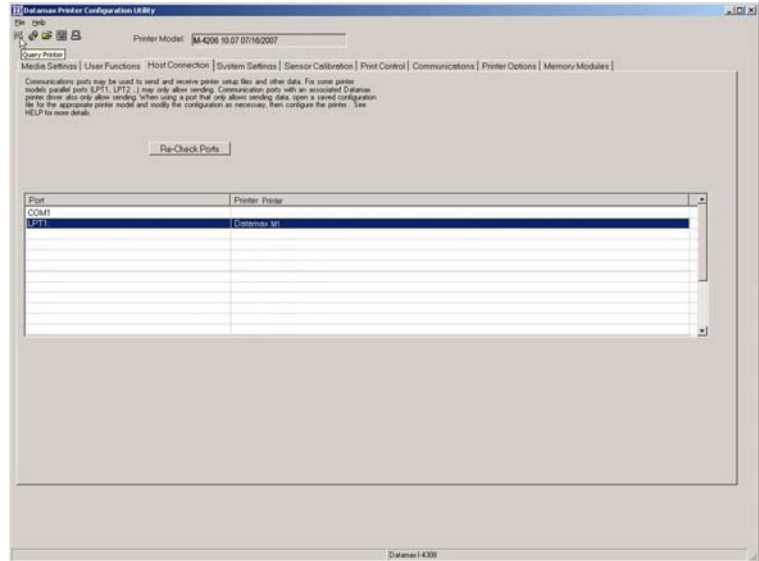 Datamax Printer Configuration Utility
File Help
Printer Model: M-4206 10.07 07/16/2007
Query Printer
Media Settings User Functions Host Connection System Settings Sensor Calibration Print Control Communications Printer Options Memory Modules
Communications ports may be used to send and receive printer setup files and other data. For some printer
models parallel ports (LPT1, LPT2 ...) may only allow sending. Communication ports with an associated Datamax
printer driver also only allow sending. When using a port that only allows sending data, open a saved configuration
file for the appropriate printer model and modify the configuration as necessary, then configure the printer. See
HELP for more details.
Re-Check Ports
Port Printer Printer
COM1
LPT1: Datamax M1
Datamax I-4308